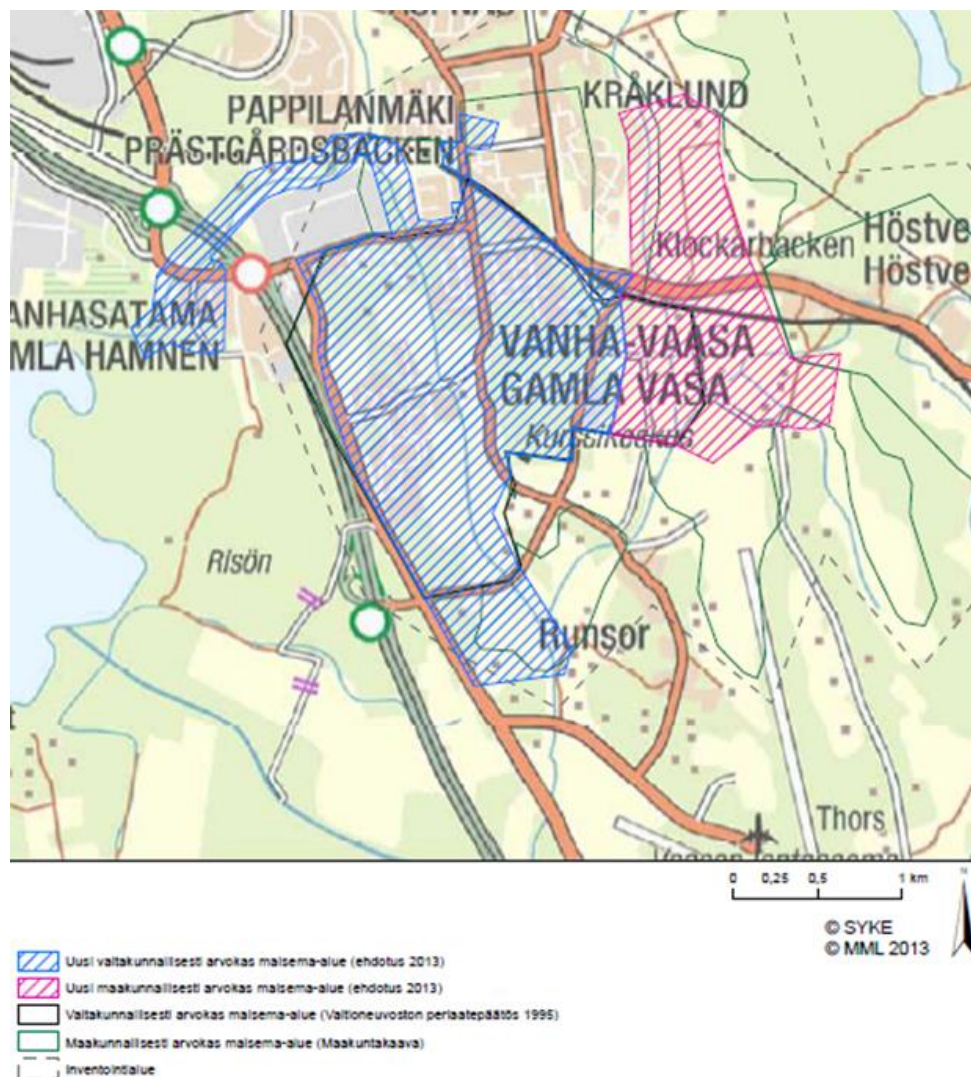 PAPPILANMÄKI
PRÄSTGÅRDSBACKEN
KRÅKLUND
Klockarbacken
Höstve
Höstve
ANHASATAMA
MLA HAMNEN
VANHA-VAASA
GAMLA VASA
Kurssikeskus
Risön
Runsor
Thors
0 0,25 0,5 1 km
N
© SYKE
© MML 2013
Uusi valtakunnallisesti arvokas maisema-alue (ehdotus 2013)
Uusi maakunnallisesti arvokas maisema-alue (ehdotus 2013)
Valtakunnallisesti arvokas maisema-alue (Valtioneuvoston periaatepäätös 1995)
Maakunnallisesti arvokas maisema-alue (Maakuntakaava)
Inventointialue